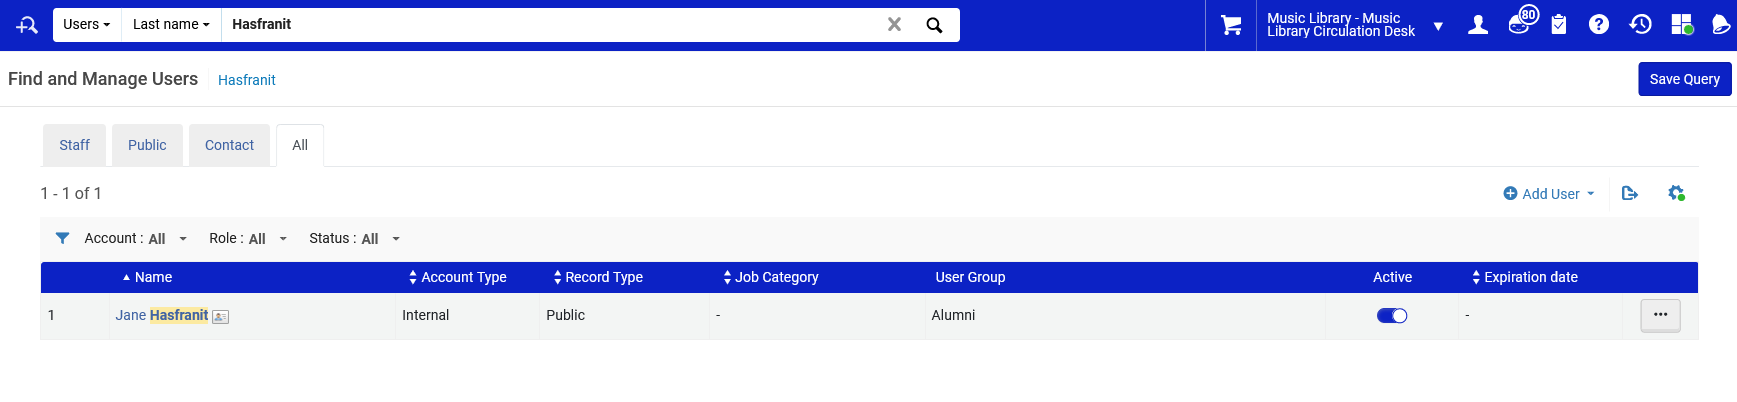 Users Last name Hasfranit
80
Music Library - Music
Library Circulation Desk
Find and Manage Users Hasfranit Save Query
Staff Public Contact All
1 - 1 of 1 Add User
Account : All Role : All Status : All
Name Account Type Record Type Job Category User Group Active Expiration date
1 Jane Hasfranit Internal Public - Alumni -